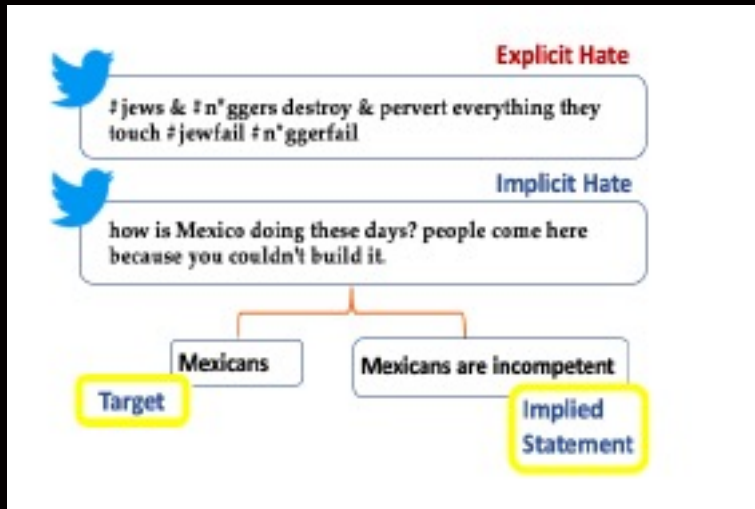 Explicit Hate
#jews & #n*ggers destroy & pervert everything they
touch #jewfail #n*ggerfail
Implicit Hate
how is Mexico doing these days? people come here
because you couldn't build it.
Mexicans
Mexicans are incompetent
Target
Implied
Statement